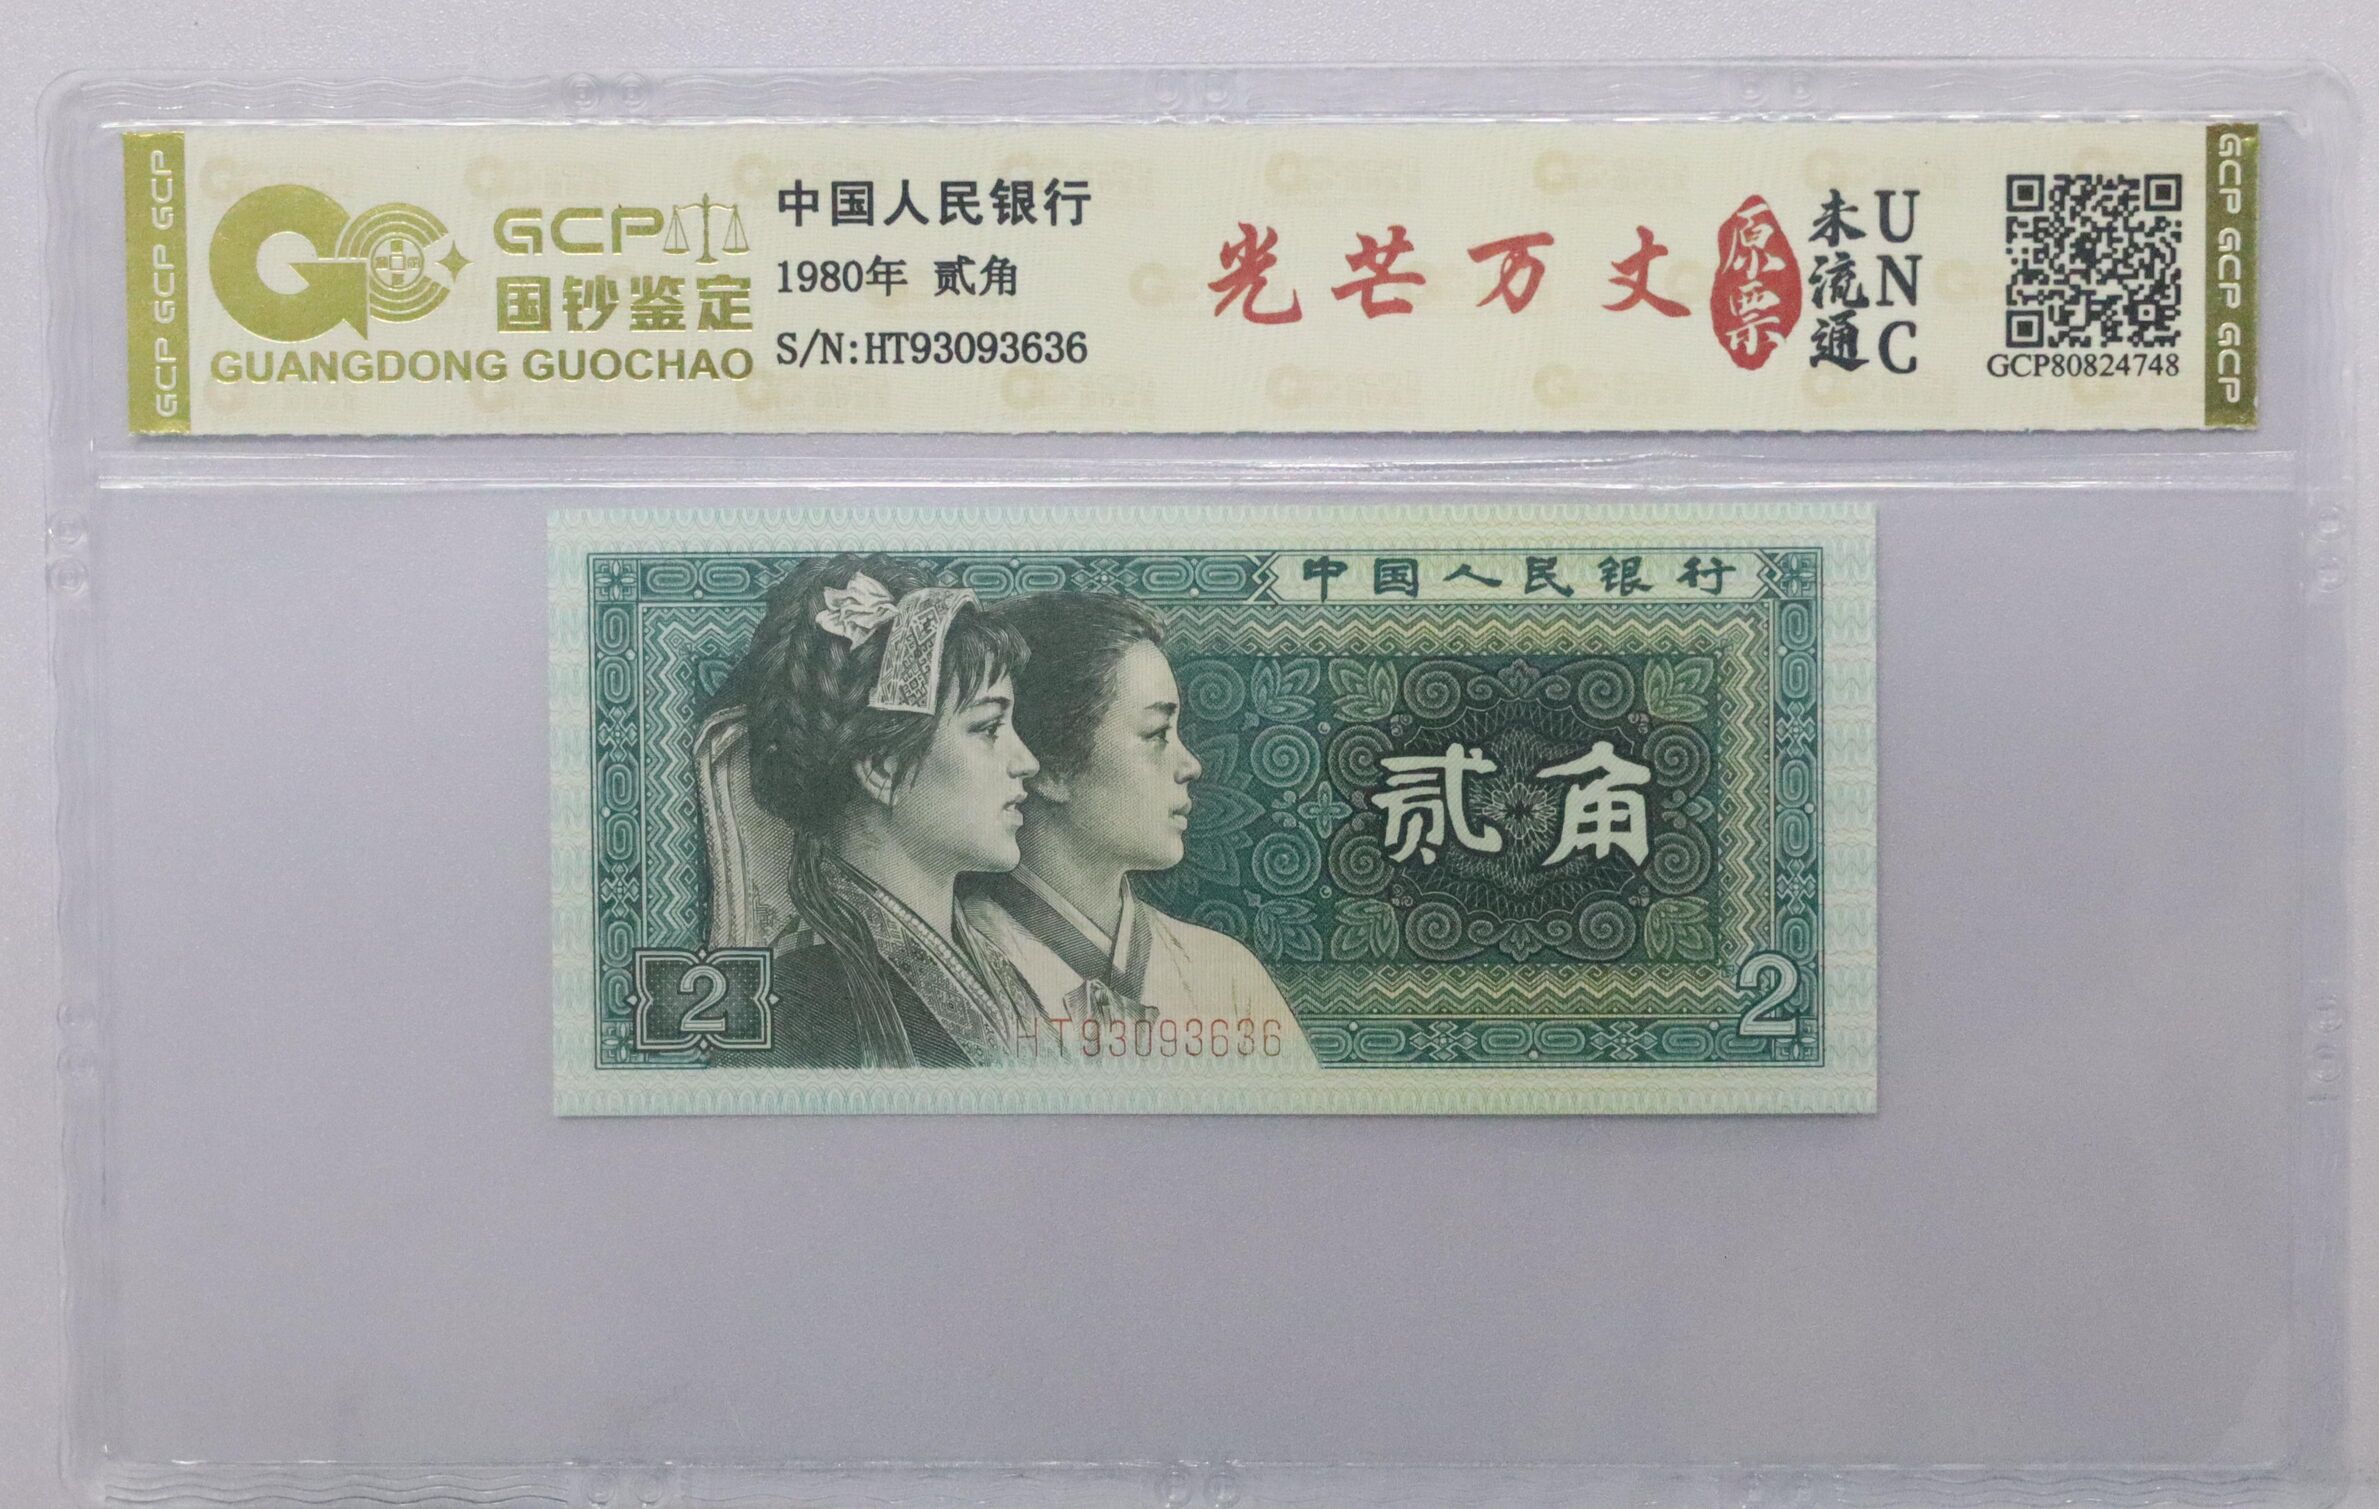 GCP GCP GCP
GCP
国钞鉴定
GUANGDONG GUOCHAO
中国人民银行
1980年 贰角
S/N:HT93093636
光芒万丈
原票
未流通
UNC
GCP80824748
GCP GCP GCP
中国人民银行
贰角
2
HT93093636
2